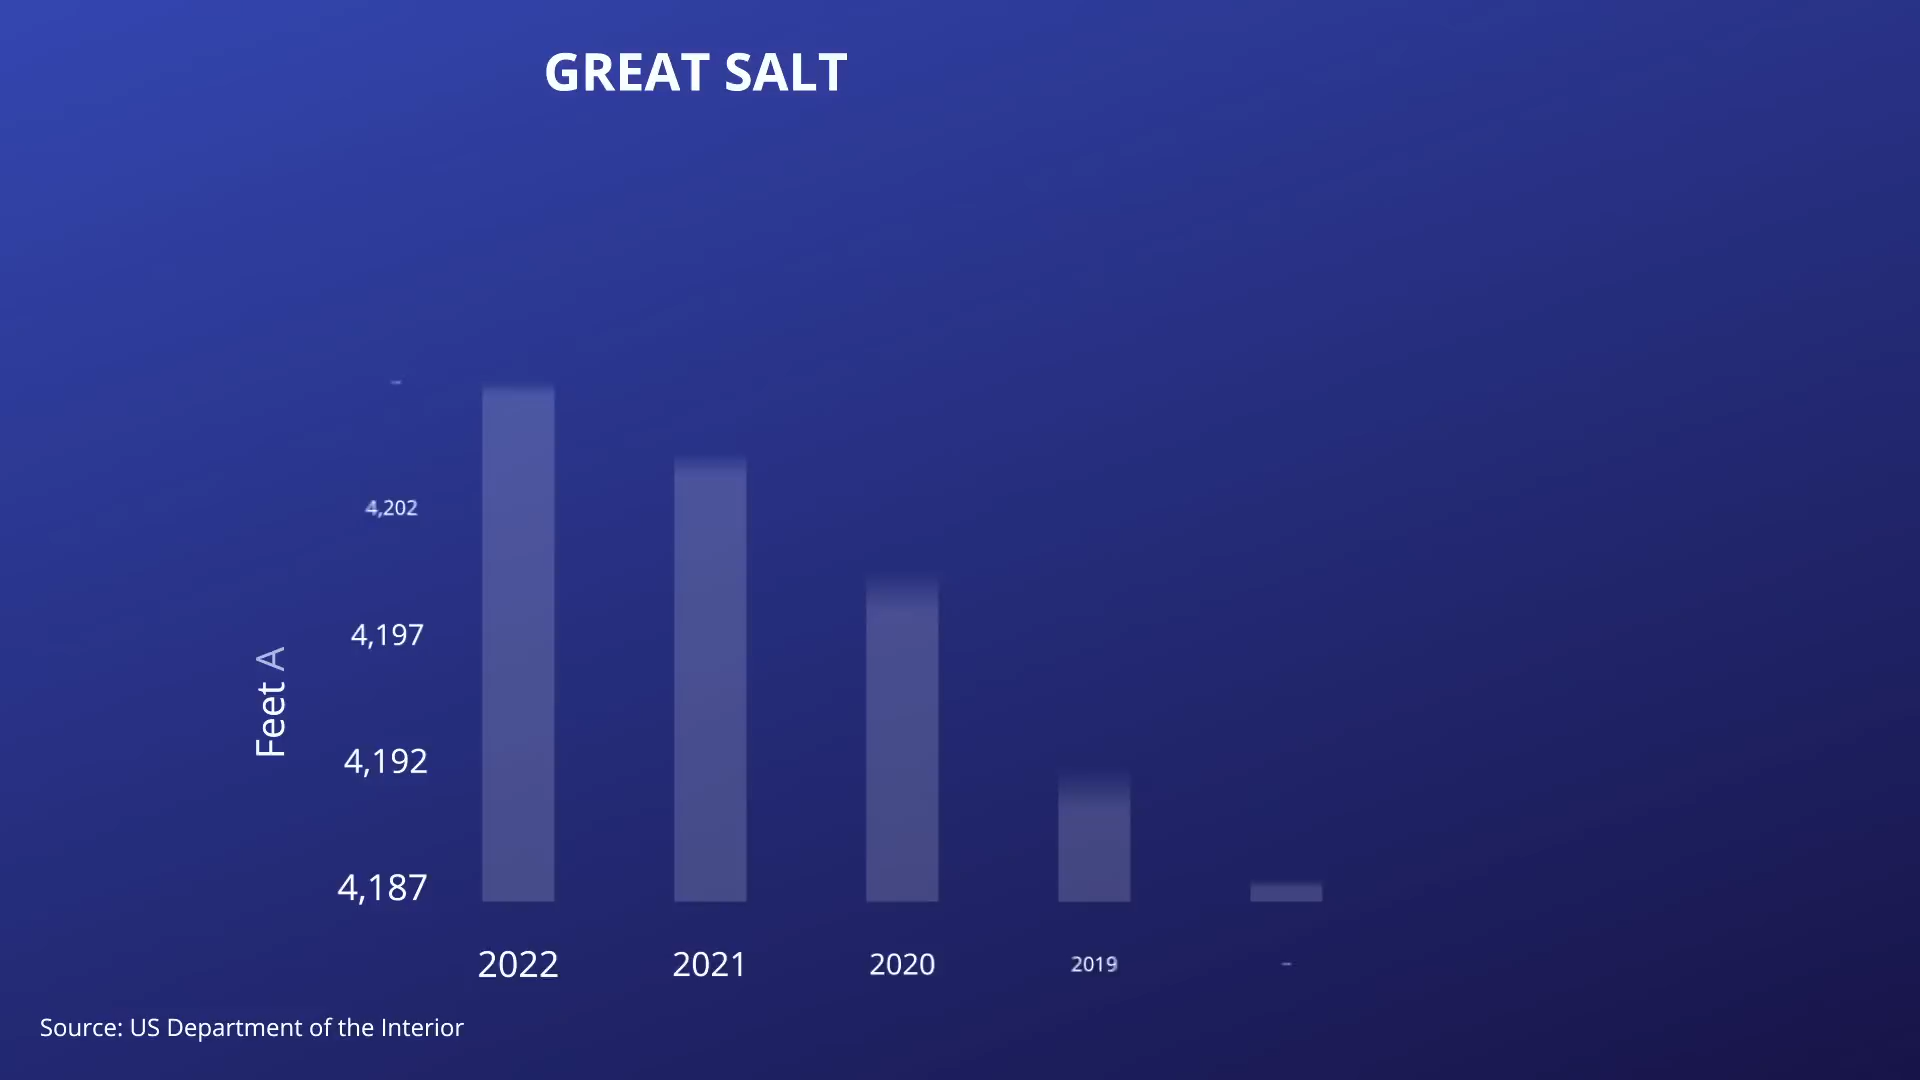 GREAT SALT
4,202
4,197
4,192
4,187
Feet A
2022 2021 2020 2019
Source: US Department of the Interior